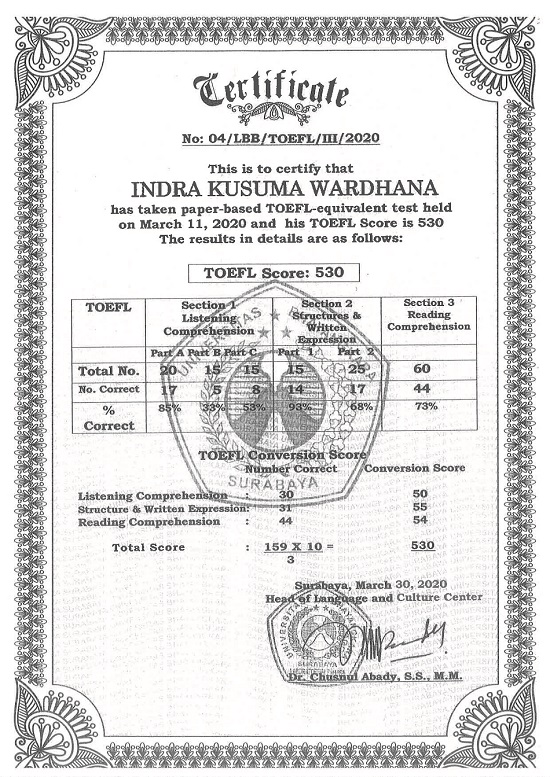 Certificate
No: 04/LBB/TOEFL/III/2020
This is to certify that
INDRA KUSUMA WARDHANA
has taken paper-based TOEFL-equivalent test held
on March 11, 2020 and his TOEFL Score is 530
The results in details are as follows:
TOEFL Score: 530
TOEFL Section 1 Listening Comprehension Section 2 Structures & Written Expression Section 3 Reading Comprehension
Part A Part B Part C Part 1 Part 2
Total No. 20 15 15 15 25 60
No. Correct 17 5 8 14 17 44
% Correct 85% 33% 53% 93% 68% 73%
UNIVERSITAS
SURABAYA
TOEFL Conversion Score
Number Correct Conversion Score
Listening Comprehension : 30 50
Structure & Written Expression: 31 55
Reading Comprehension : 44 54
Total Score : 159 X 10 = 530
3
Surabaya, March 30, 2020
Head of Language and Culture Center
SURABAYA
Dr. Chusnul Abady, S.S., M.M.